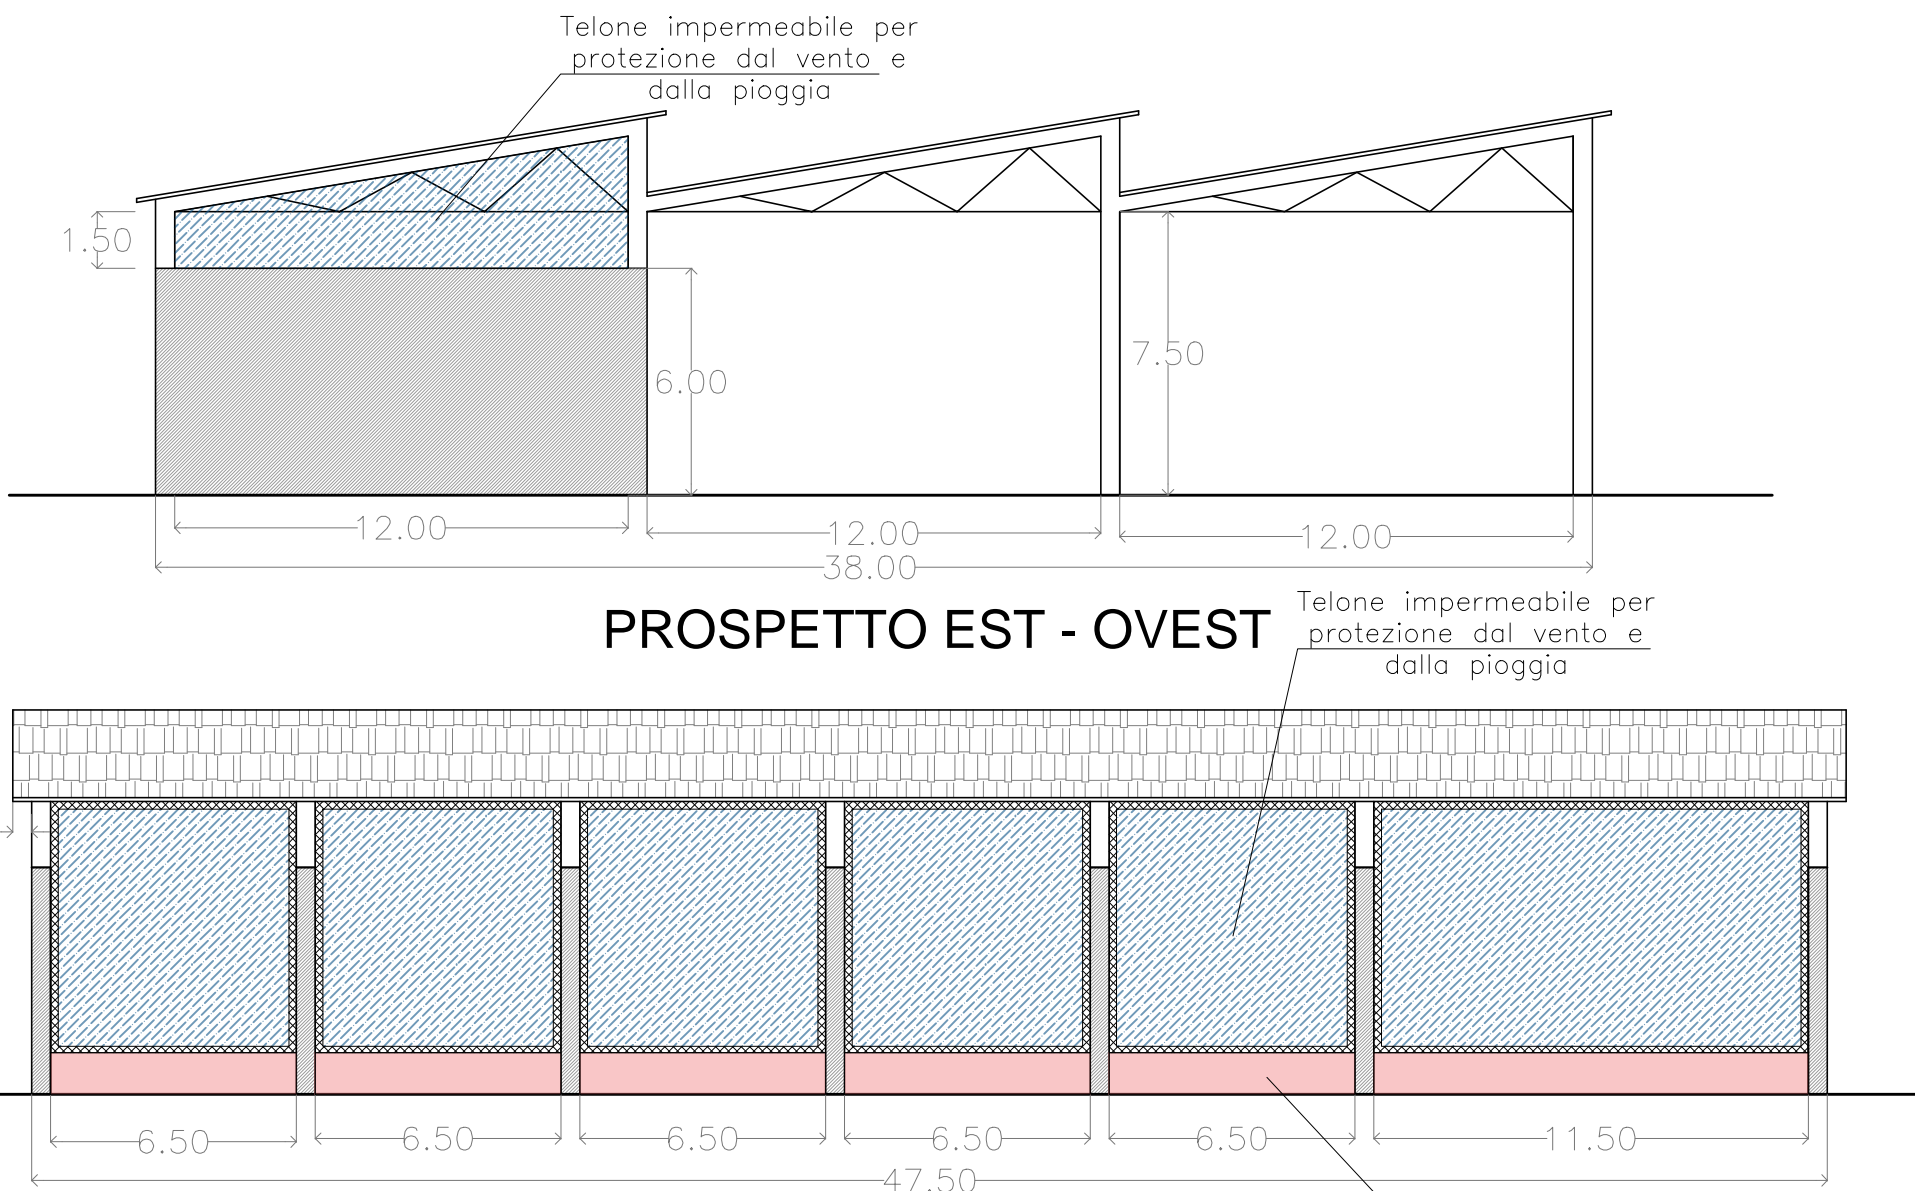 Telone impermeabile per
protezione dal vento e
dalla pioggia
1.50
6.00
7.50
12.00
12.00
12.00
38.00
PROSPETTO EST - OVEST
Telone impermeabile per
protezione dal vento e
dalla pioggia
6.50
6.50
6.50
6.50
6.50
11.50
47.50